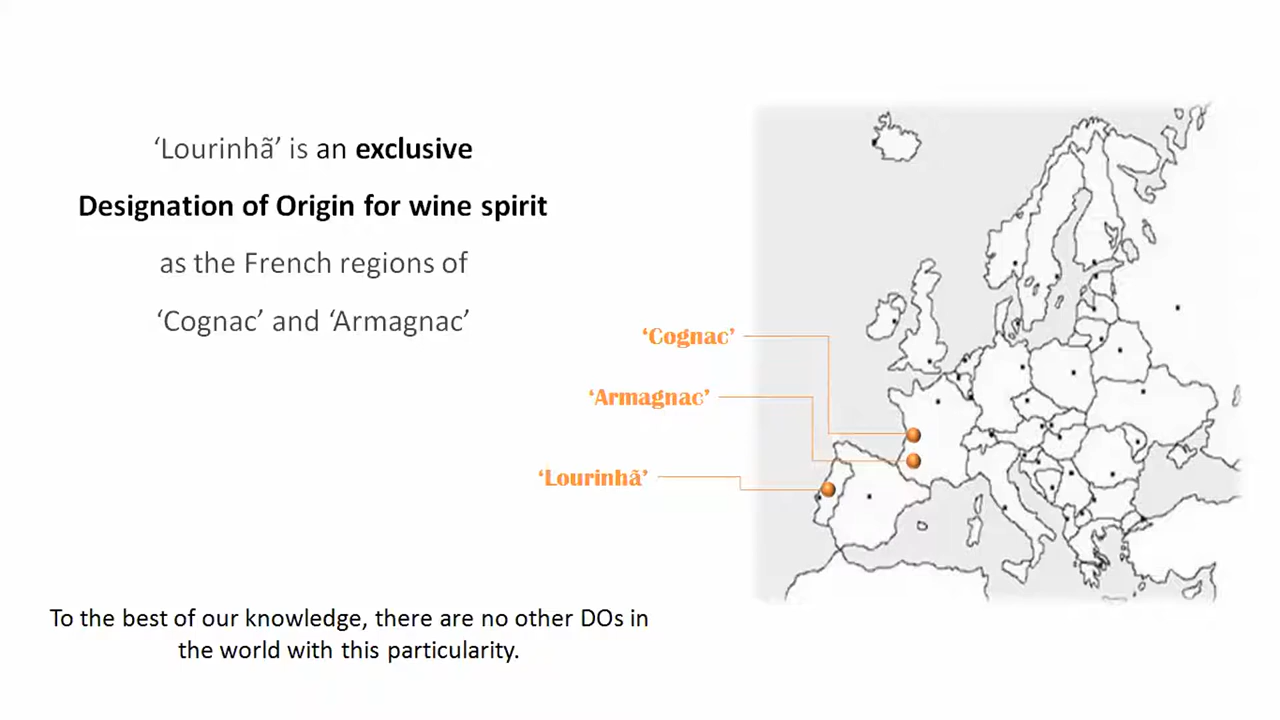 ‘Lourinhã’ is an exclusive
Designation of Origin for wine spirit
as the French regions of
‘Cognac’ and ‘Armagnac’
‘Cognac’
‘Armagnac’
‘Lourinhã’
To the best of our knowledge, there are no other DOs in
the world with this particularity.